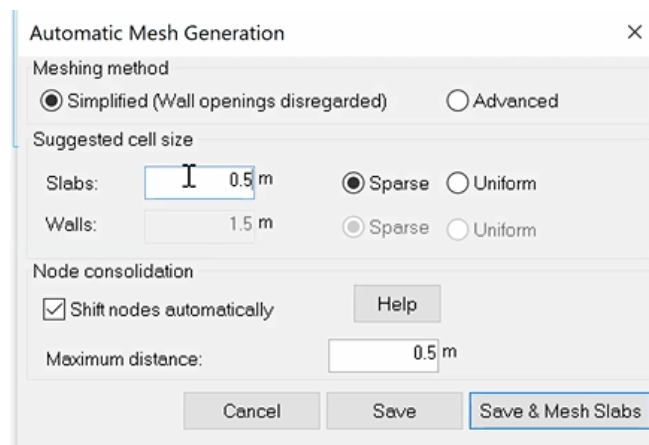 Automatic Mesh Generation
Meshing method
Simplified (Wall openings disregarded) Advanced
Suggested cell size
Slabs: 0.5 m Sparse Uniform
Walls: 1.5 m Sparse Uniform
Node consolidation
Shift nodes automatically Help
Maximum distance: 0.5 m
Cancel Save Save & Mesh Slabs